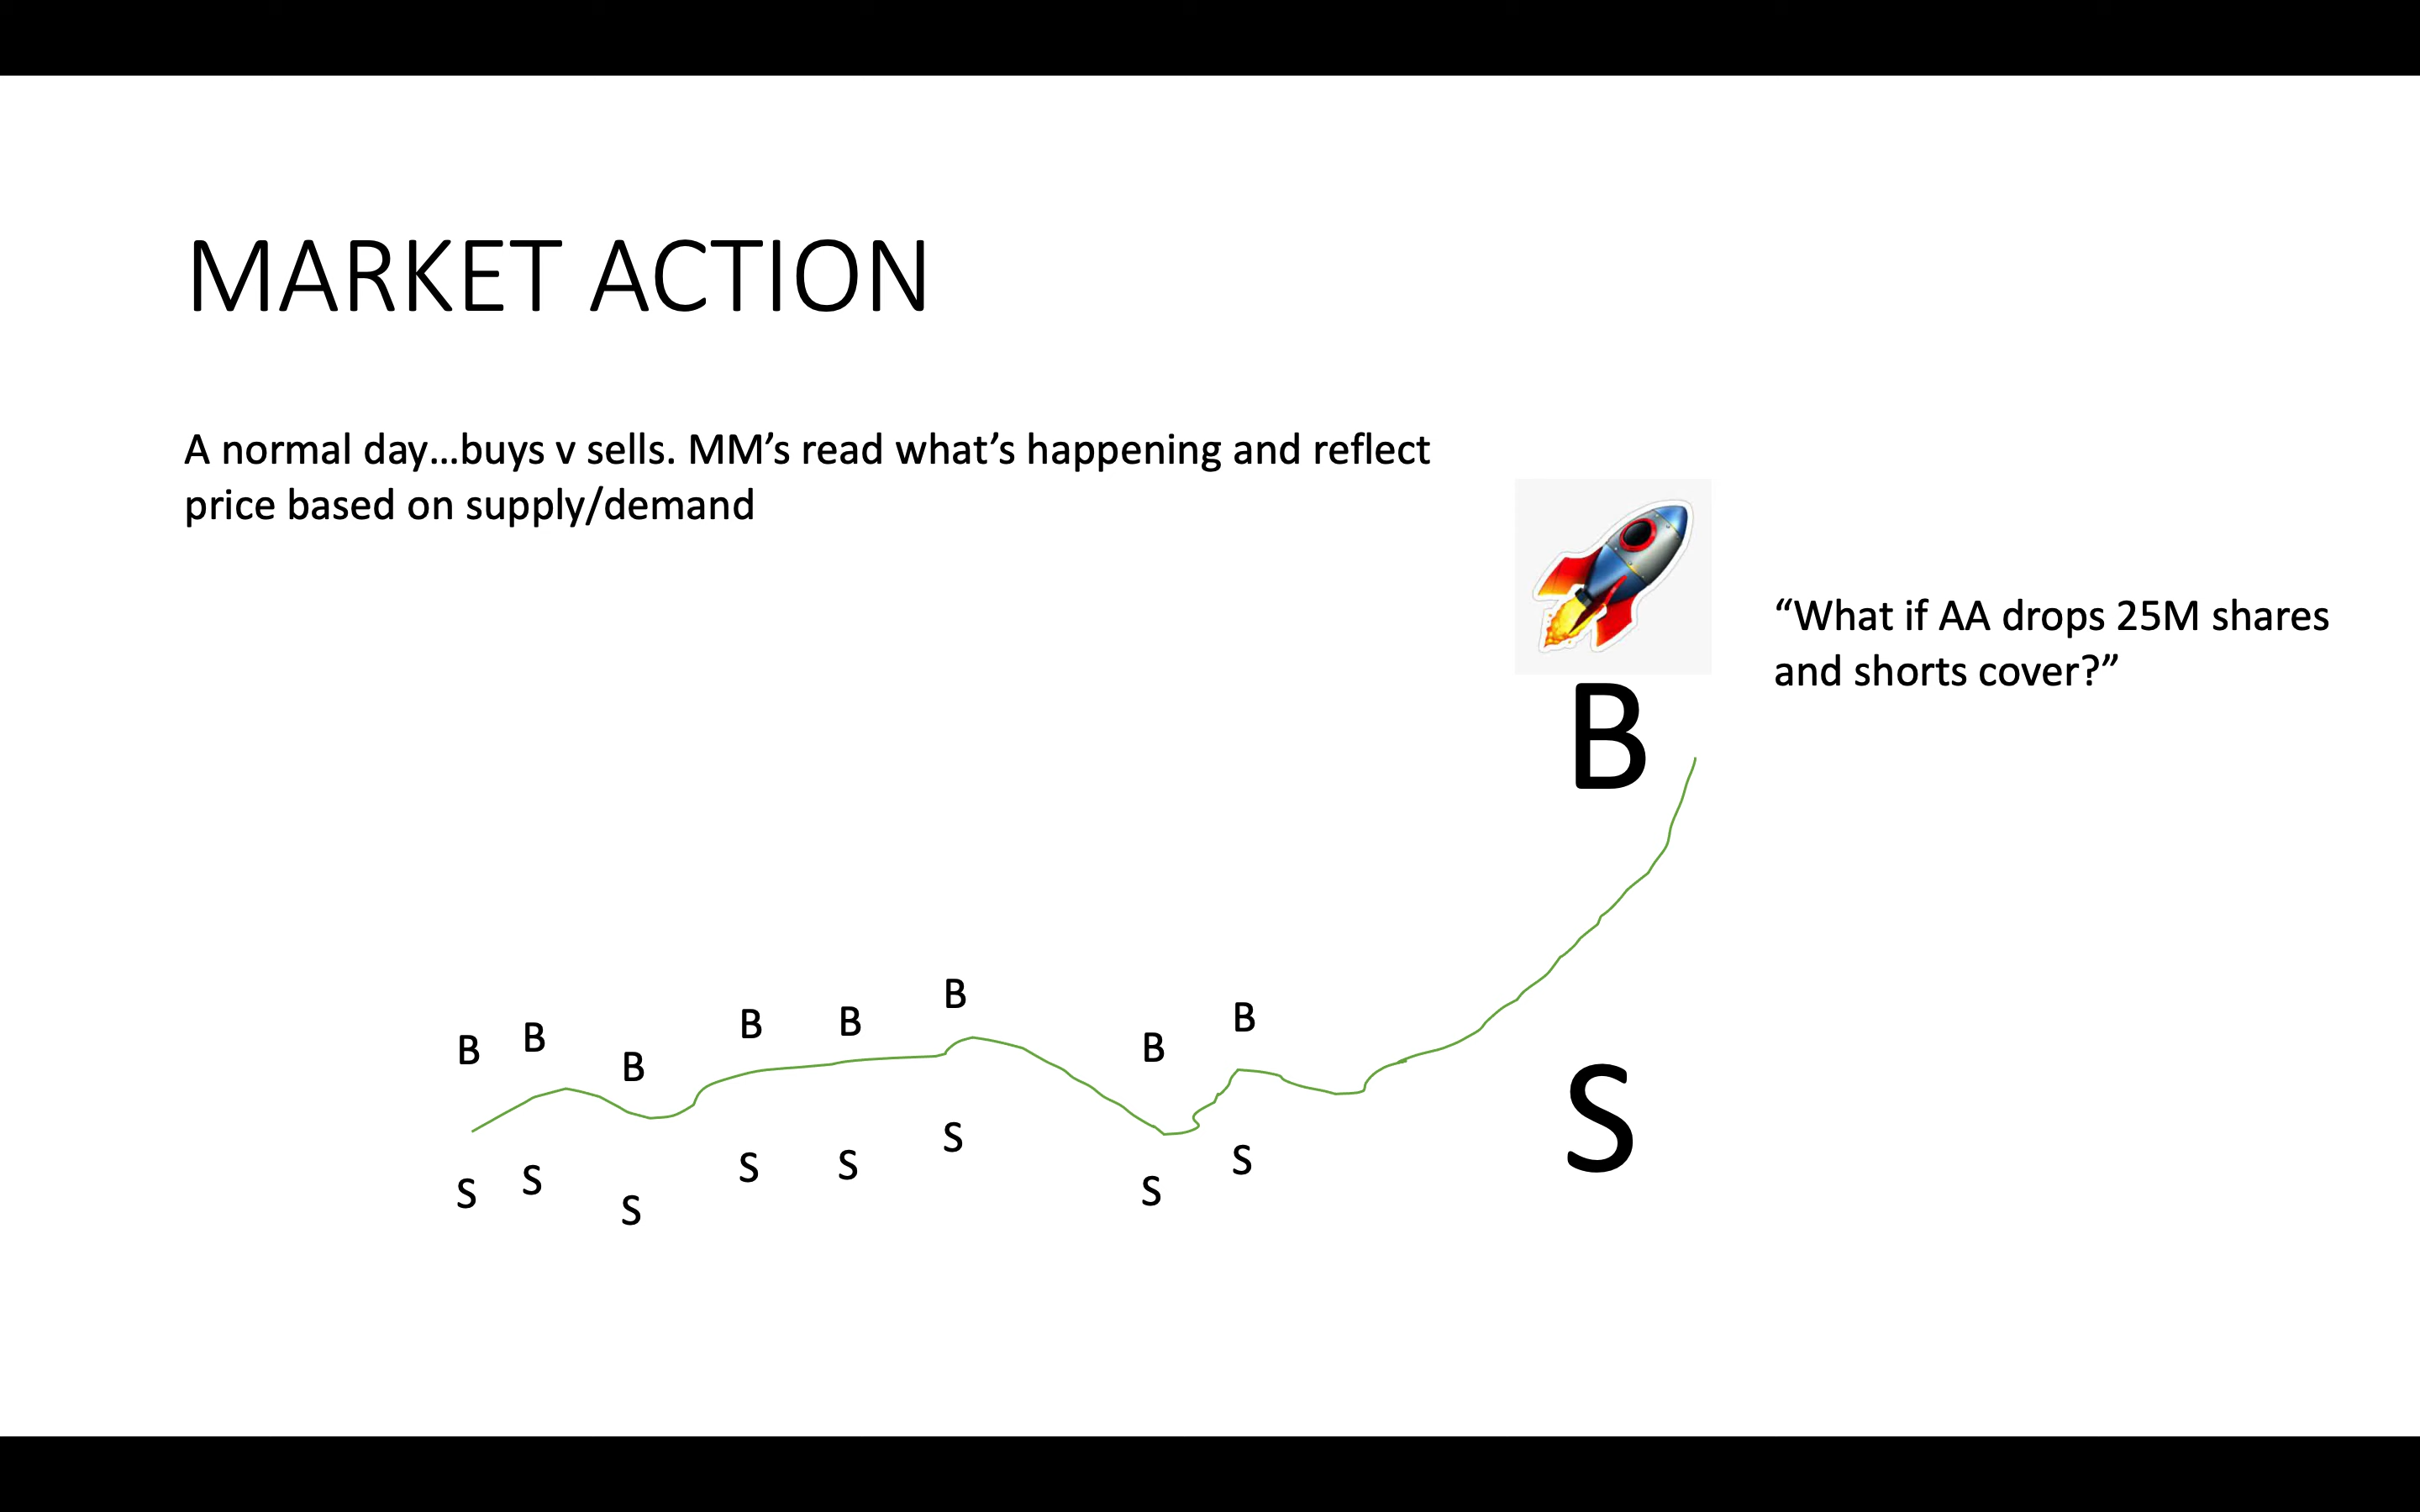 MARKET ACTION
A normal day...buys v sells. MM’s read what’s happening and reflect
price based on supply/demand
“What if AA drops 25M shares
and shorts cover?”
B
B B B B B B B B
S
S S S S S S S S